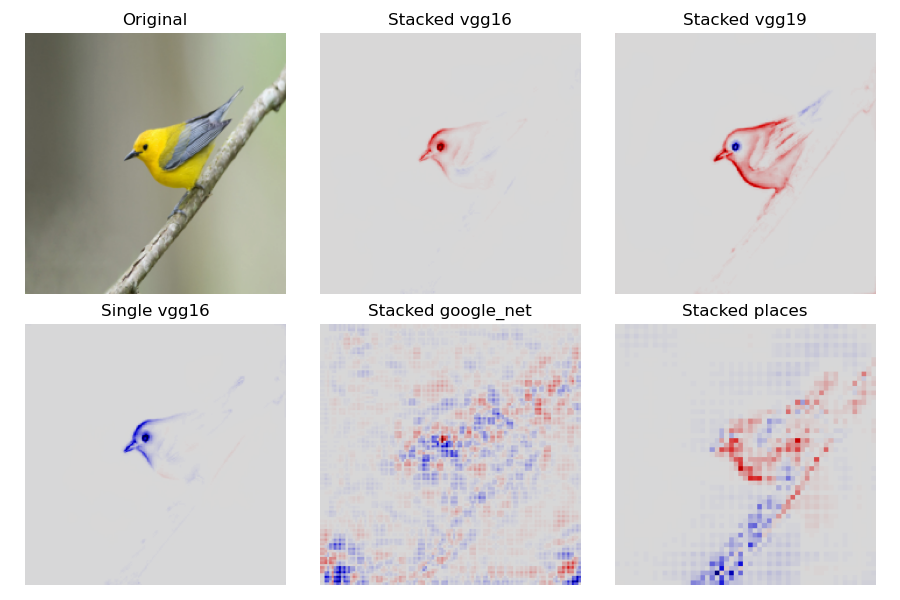 Original
Stacked vgg16
Stacked vgg19
Single vgg16
Stacked google_net
Stacked places